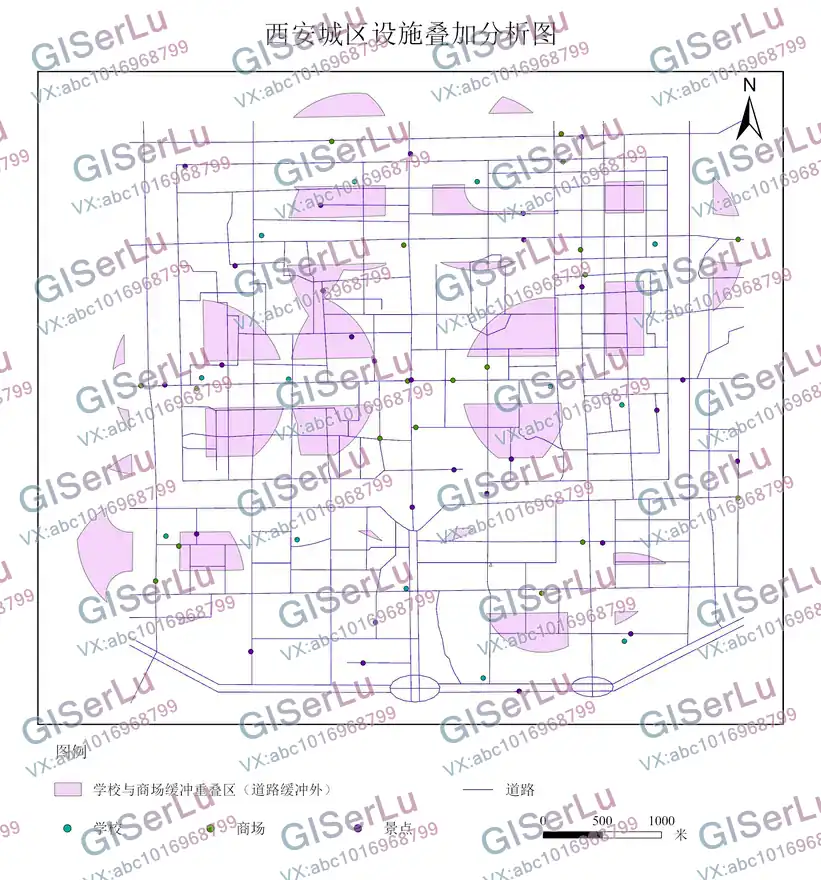 西安城区设施叠加分析图
N
图例
学校与商场缓冲重叠区（道路缓冲外）
道路
学校
商场
景点
0 500 1000
米
GISerLu
VX:abc1016968799